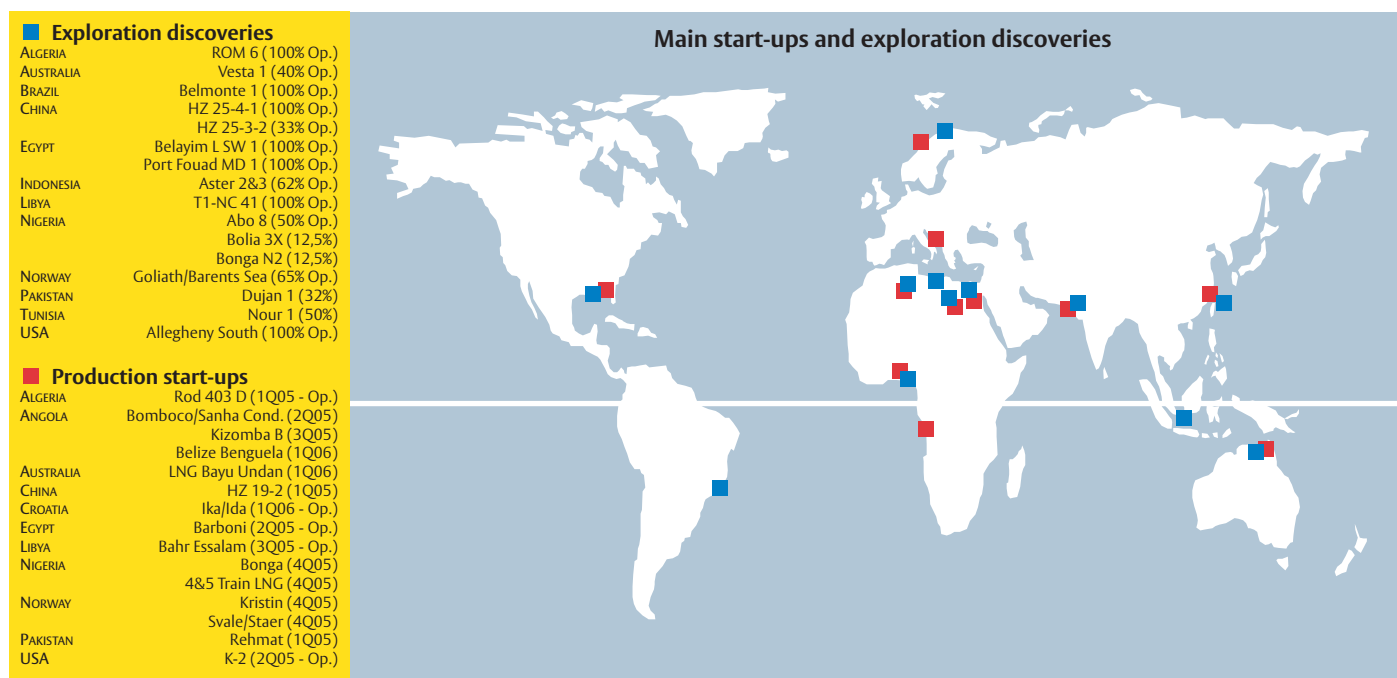 Exploration discoveries
ALGERIA ROM 6 (100% Op.)
AUSTRALIA Vesta 1 (40% Op.)
BRAZIL Belmonte 1 (100% Op.)
CHINA HZ 25-4-1 (100% Op.)
HZ 25-3-2 (33% Op.)
EGYPT Belayim L SW 1 (100% Op.)
Port Fouad MD 1 (100% Op.)
INDONESIA Aster 2&3 (62% Op.)
LIBYA T1-NC 41 (100% Op.)
NIGERIA Abo 8 (50% Op.)
Bolia 3X (12,5%)
Bonga N2 (12,5%)
NORWAY Goliath/Barents Sea (65% Op.)
PAKISTAN Dujan 1 (32%)
TUNISIA Nour 1 (50%)
USA Allegheny South (100% Op.)
Production start-ups
ALGERIA Rod 403 D (1Q05 - Op.)
ANGOLA Bomboco/Sanha Cond. (2Q05)
Kizomba B (3Q05)
Belize Benguela (1Q06)
AUSTRALIA LNG Bayu Undan (1Q06)
CHINA HZ 19-2 (1Q05)
CROATIA Ika/Ida (1Q06 - Op.)
EGYPT Barboni (2Q05 - Op.)
LIBYA Bahr Essalam (3Q05 - Op.)
NIGERIA Bonga (4Q05)
4&5 Train LNG (4Q05)
NORWAY Kristin (4Q05)
Svale/Staer (4Q05)
PAKISTAN Rehmat (1Q05)
USA K-2 (2Q05 - Op.)
Main start-ups and exploration discoveries